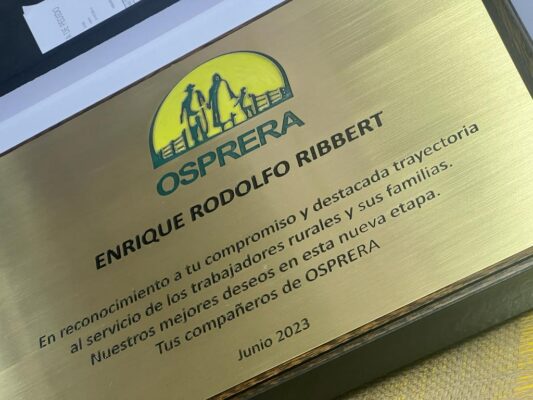 OSPRERA
ENRIQUE RODOLFO RIBBERT
En reconocimiento a tu compromiso y destacada trayectoria
al servicio de los trabajadores rurales y sus familias.
Nuestros mejores deseos en esta nueva etapa.
Tus compañeros de OSPRERA
Junio 2023